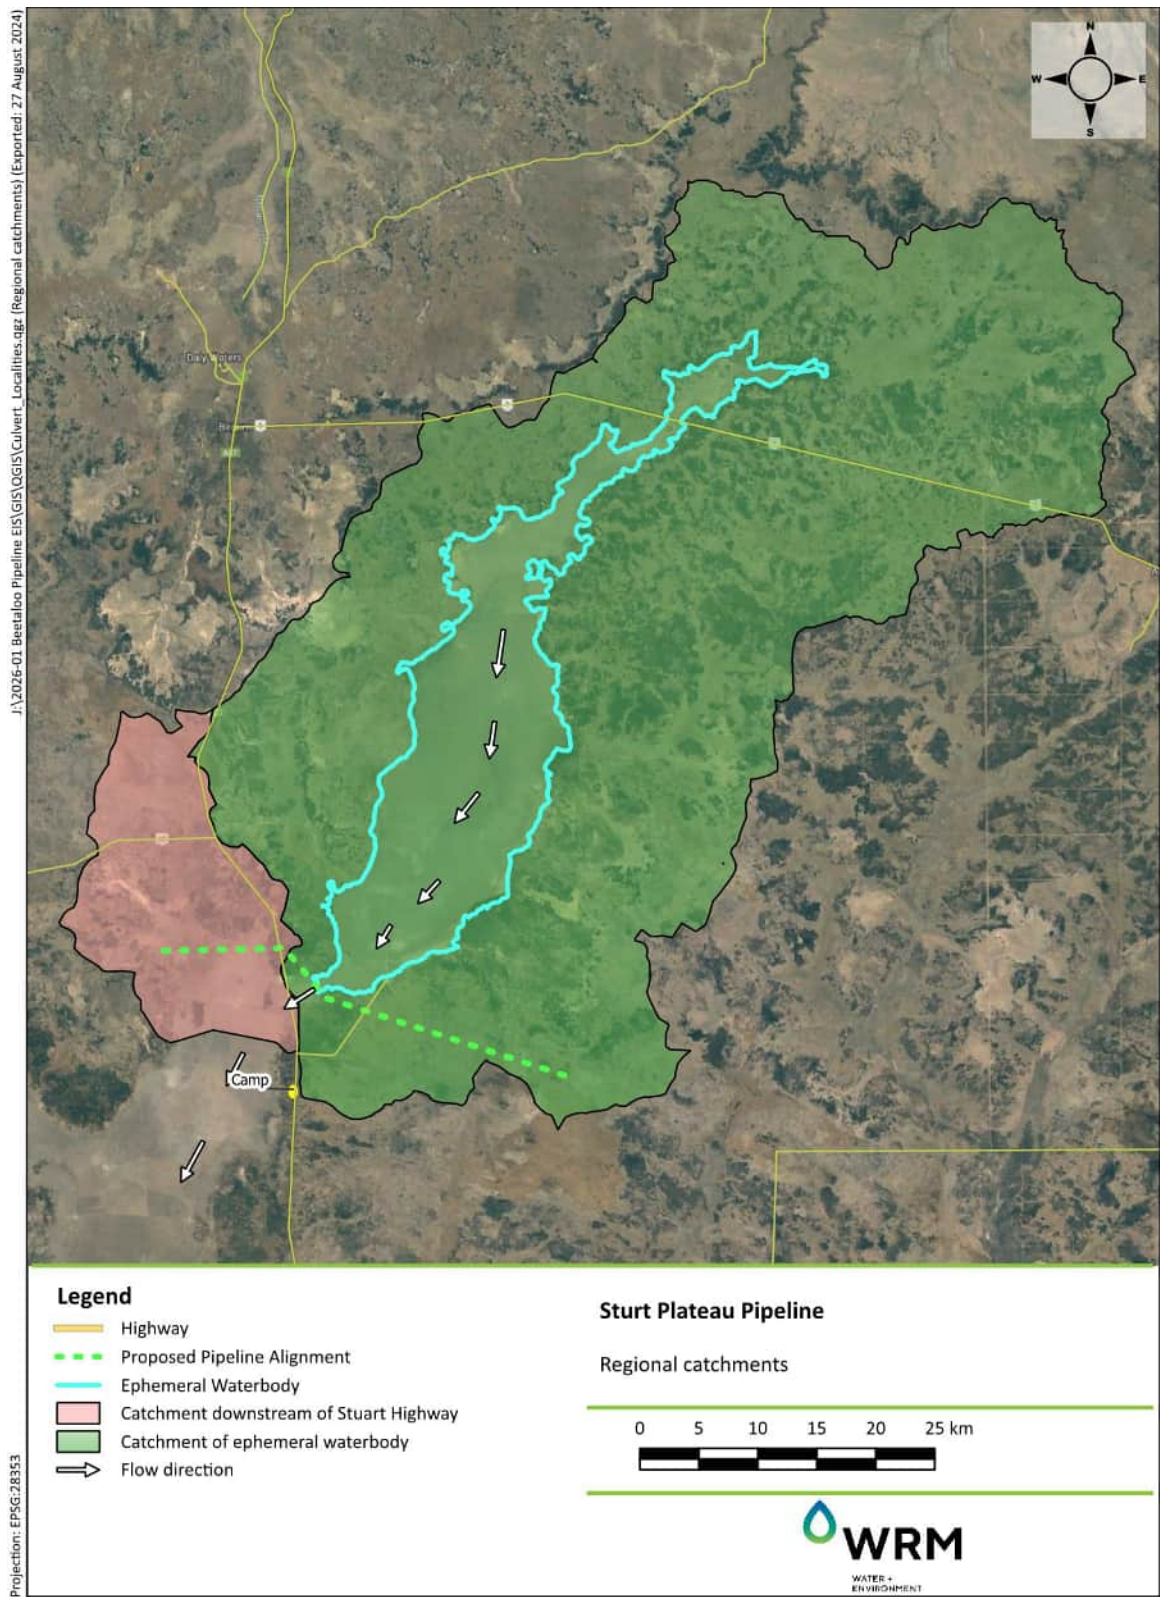 J:\2026-01 Beetaloo Pipeline EIS\GIS\QGIS\Culvert_Localities.qgz (Regional catchments) (Exported: 27 August 2024)
N
W
E
S
Camp
Legend
Highway
Proposed Pipeline Alignment
Ephemeral Waterbody
Catchment downstream of Stuart Highway
Catchment of ephemeral waterbody
Flow direction
Sturt Plateau Pipeline
Regional catchments
0 5 10 15 20 25 km
Projection: EPSG:28353
WRM
WATER +
ENVIRONMENT